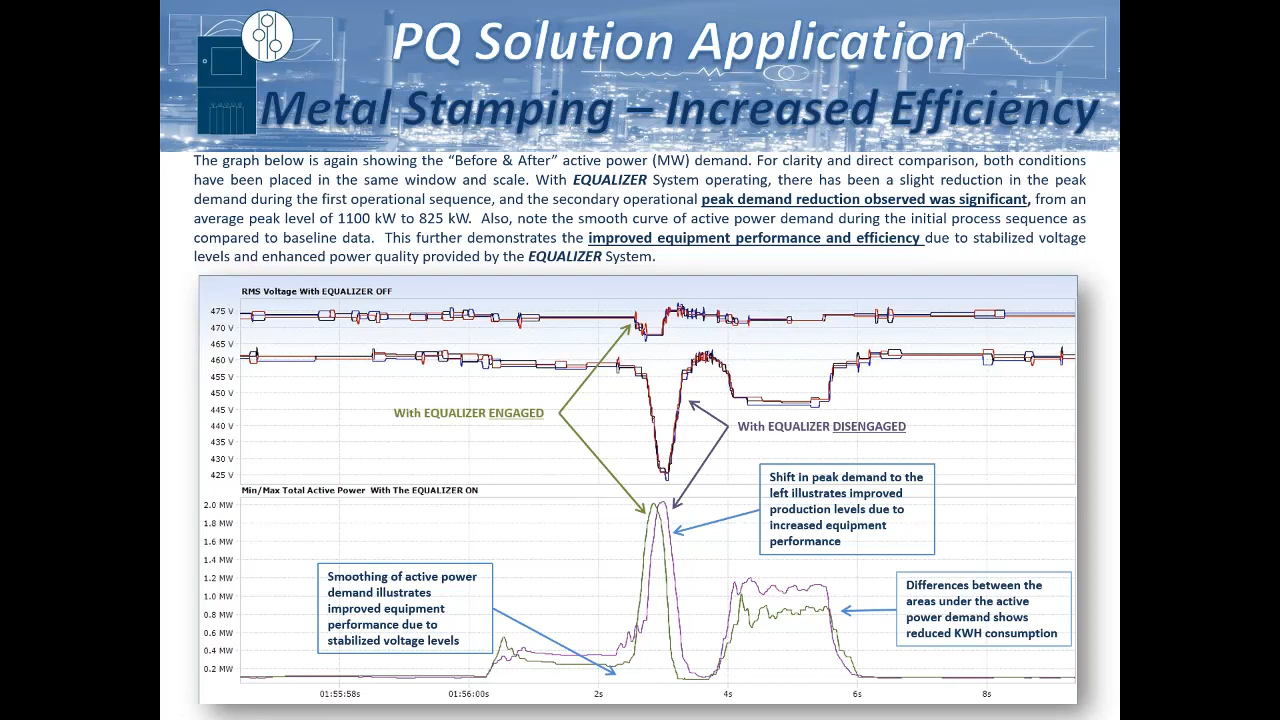 PQ Solution Application
Metal Stamping – Increased Efficiency
The graph below is again showing the “Before & After” active power (MW) demand. For clarity and direct comparison, both conditions
have been placed in the same window and scale. With EQUALIZER System operating, there has been a slight reduction in the peak
demand during the first operational sequence, and the secondary operational peak demand reduction observed was significant, from an
average peak level of 1100 kW to 825 kW. Also, note the smooth curve of active power demand during the initial process sequence as
compared to baseline data. This further demonstrates the improved equipment performance and efficiency due to stabilized voltage
levels and enhanced power quality provided by the EQUALIZER System.
RMS Voltage With EQUALIZER OFF
475 V
470 V
465 V
460 V
455 V
450 V
445 V
440 V
435 V
430 V
425 V
With EQUALIZER ENGAGED
With EQUALIZER DISENGAGED
Min/Max Total Active Power With The EQUALIZER ON
2.0 MW
1.8 MW
1.6 MW
1.4 MW
1.2 MW
1.0 MW
0.8 MW
0.6 MW
0.4 MW
0.2 MW
Shift in peak demand to the
left illustrates improved
production levels due to
increased equipment
performance
Smoothing of active power
demand illustrates
improved equipment
performance due to
stabilized voltage levels
Differences between the
areas under the active
power demand shows
reduced KWH consumption
01:55:58s
01:56:00s
2s
4s
6s
8s